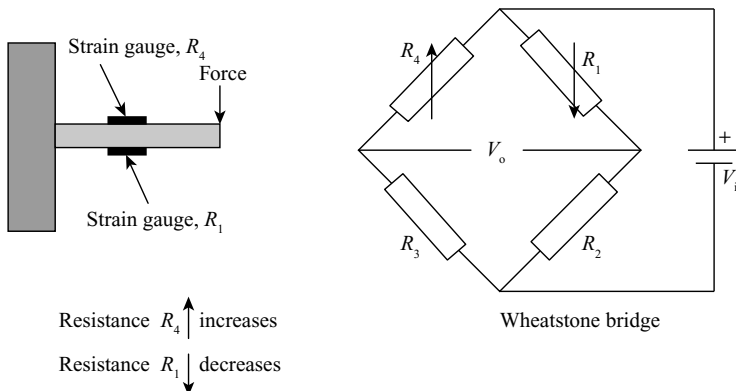 Strain gauge, R4
Force
Strain gauge, R1
Resistance R4 increases
Resistance R1 decreases
R4
R1
Vo
+
Vi
R3
R2
Wheatstone bridge